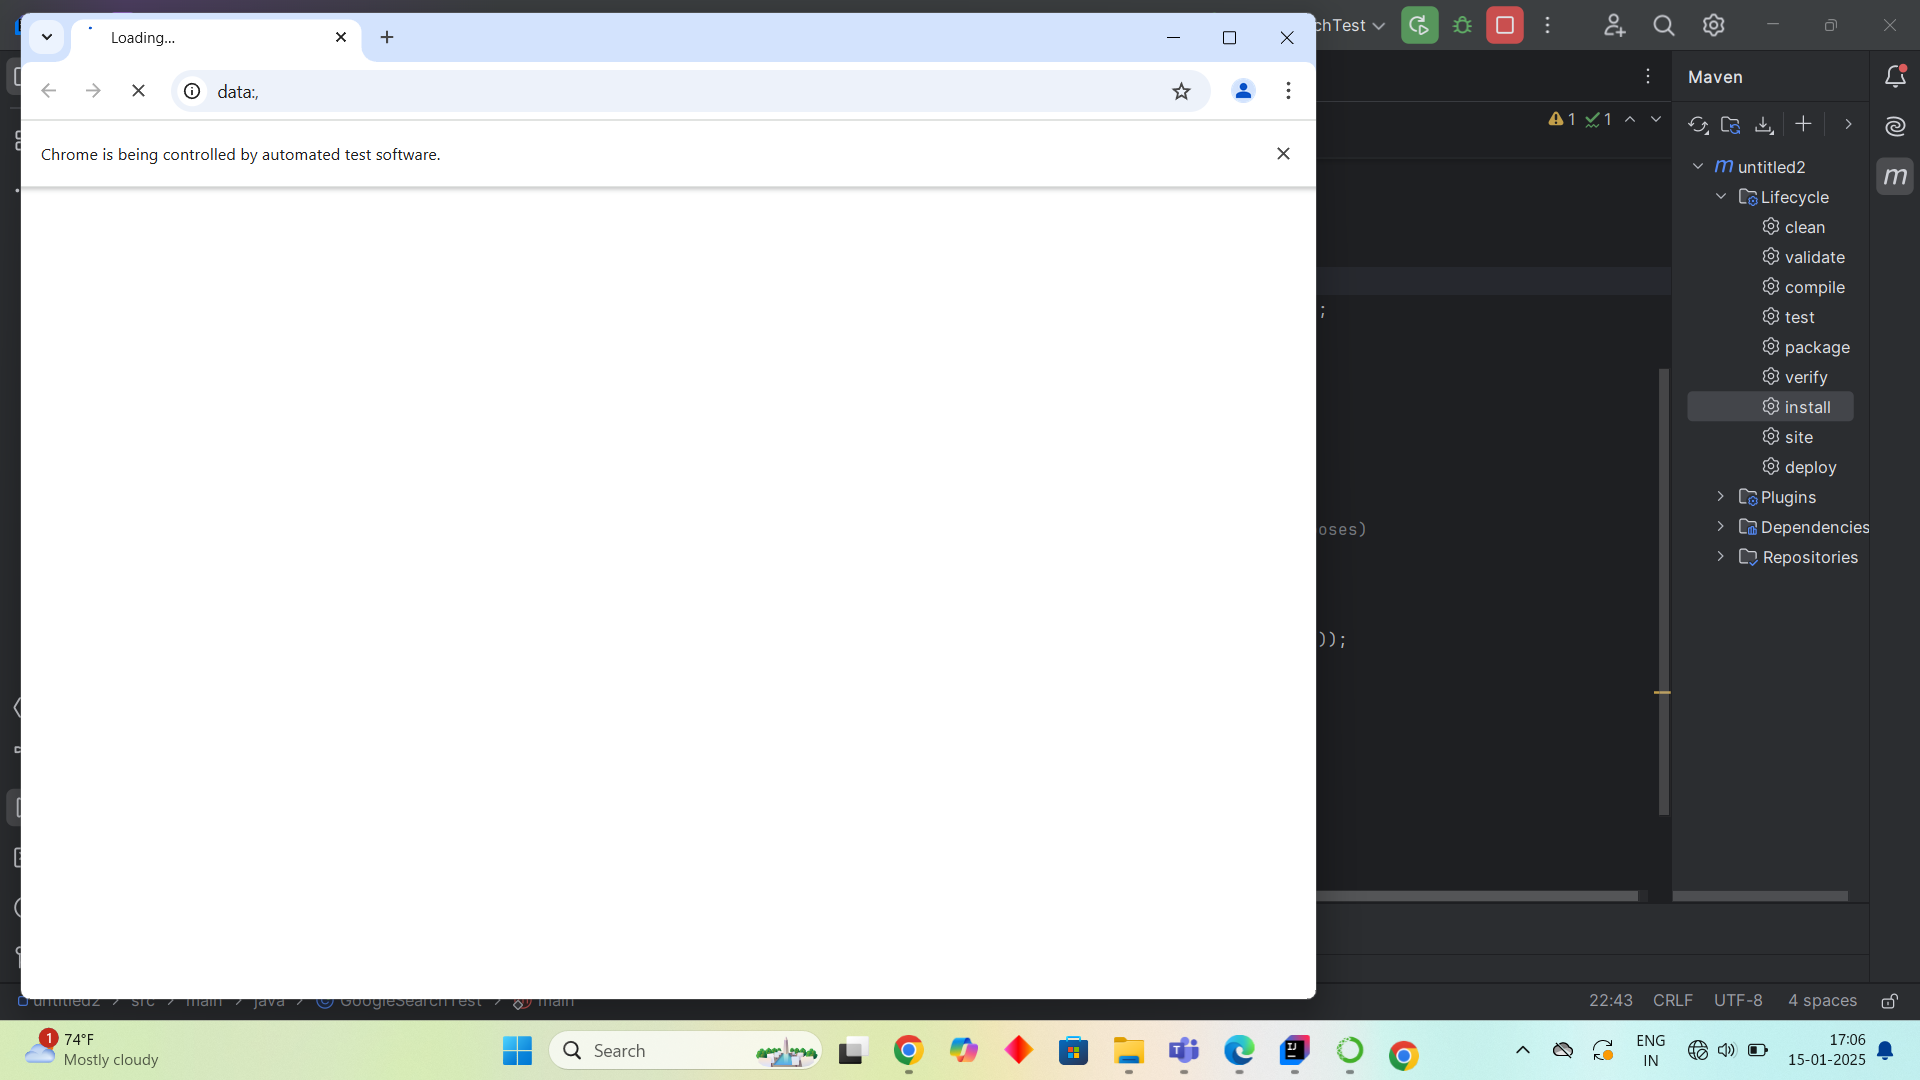 Loading...
data:,
Chrome is being controlled by automated test software.
chTest
1 1
;
oses)
));
Maven
untitled2
Lifecycle
clean
validate
compile
test
package
verify
install
site
deploy
Plugins
Dependencies
Repositories
m
untitled2 > src > main > java > GoogleSearchTest > main
22:43 CRLF UTF-8 4 spaces
1
74°F
Mostly cloudy
Search
ENG
IN
17:06
15-01-2025